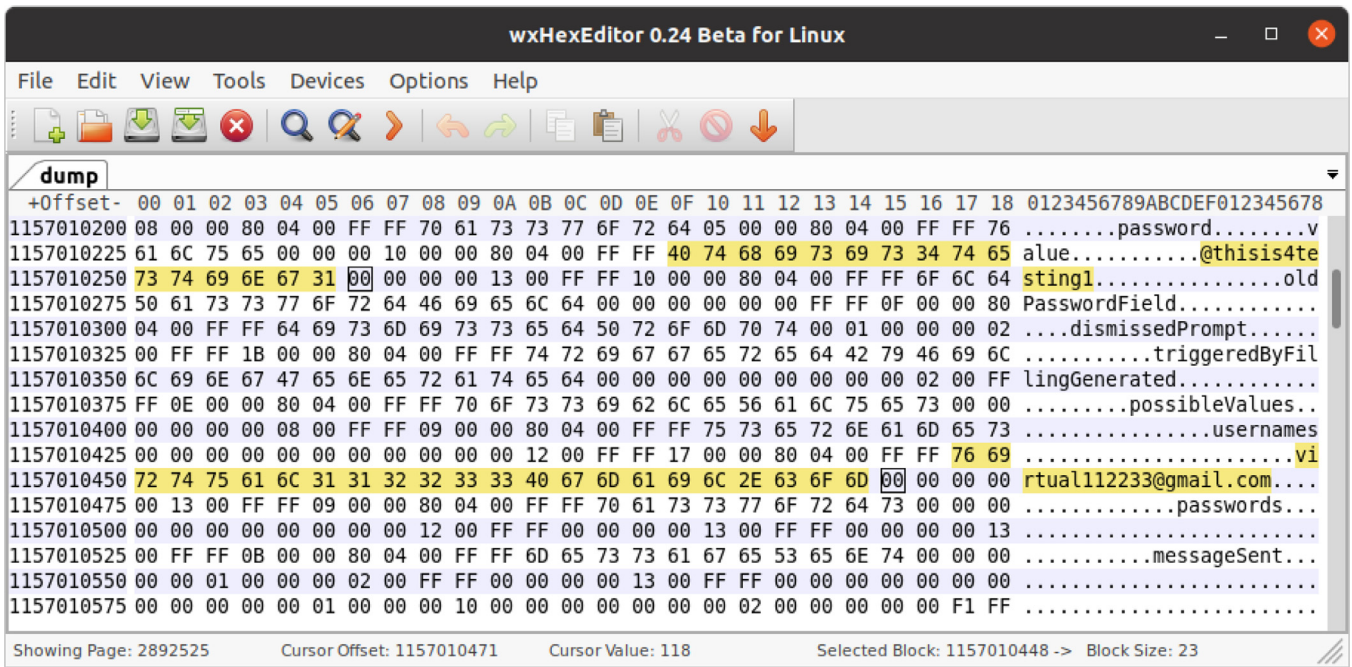 wxHexEditor 0.24 Beta for Linux
File Edit View Tools Devices Options Help
dump
+Offset- 00 01 02 03 04 05 06 07 08 09 0A 0B 0C 0D 0E 0F 10 11 12 13 14 15 16 17 18 0123456789ABCDEF012345678
1157010200 08 00 00 80 04 00 FF FF 70 61 73 73 77 6F 72 64 05 00 00 80 04 00 FF FF 76 ........password.......v
1157010225 61 6C 75 65 00 00 00 10 00 00 80 04 00 FF FF 40 74 68 69 73 69 73 34 74 65 alue...........@thisis4te
1157010250 73 74 69 6E 67 31 00 00 00 00 13 00 FF FF 10 00 00 80 04 00 FF FF 6F 6C 64 sting1................old
1157010275 50 61 73 73 77 6F 72 64 46 69 65 6C 64 00 00 00 00 00 00 FF FF 0F 00 00 80 PasswordField............
1157010300 04 00 FF FF 64 69 73 6D 69 73 73 65 64 50 72 6F 6D 70 74 00 01 00 00 00 02 ....dismissedPrompt......
1157010325 00 FF FF 1B 00 00 80 04 00 FF FF 74 72 69 67 67 65 72 65 64 42 79 46 69 6C ...........triggeredByFil
1157010350 6C 69 6E 67 47 65 6E 65 72 61 74 65 64 00 00 00 00 00 00 00 00 00 02 00 FF lingGenerated............
1157010375 FF 0E 00 00 80 04 00 FF FF 70 6F 73 73 69 62 6C 65 56 61 6C 75 65 73 00 00 .........possibleValues..
1157010400 00 00 00 00 08 00 FF FF 09 00 00 80 04 00 FF FF 75 73 65 72 6E 61 6D 65 73 ................usernames
1157010425 00 00 00 00 00 00 00 00 00 00 00 12 00 FF FF 17 00 00 80 04 00 FF FF 76 69 .......................vi
1157010450 72 74 75 61 6C 31 31 32 32 33 33 40 67 6D 61 69 6C 2E 63 6F 6D 00 00 00 00 rtual112233@gmail.com....
1157010475 00 13 00 FF FF 09 00 00 80 04 00 FF FF 70 61 73 73 77 6F 72 64 73 00 00 00 .............passwords...
1157010500 00 00 00 00 00 00 00 00 12 00 FF FF 00 00 00 00 13 00 FF FF 00 00 00 00 13 .........................
1157010525 00 FF FF 0B 00 00 80 04 00 FF FF 6D 65 73 73 61 67 65 53 65 6E 74 00 00 00 ...........messageSent...
1157010550 00 00 01 00 00 00 02 00 FF FF 00 00 00 00 13 00 FF FF 00 00 00 00 00 00 00 .........................
1157010575 00 00 00 00 00 01 00 00 00 10 00 00 00 00 00 00 00 02 00 00 00 00 00 F1 FF .........................
Showing Page: 2892525 Cursor Offset: 1157010471 Cursor Value: 118 Selected Block: 1157010448 -> Block Size: 23